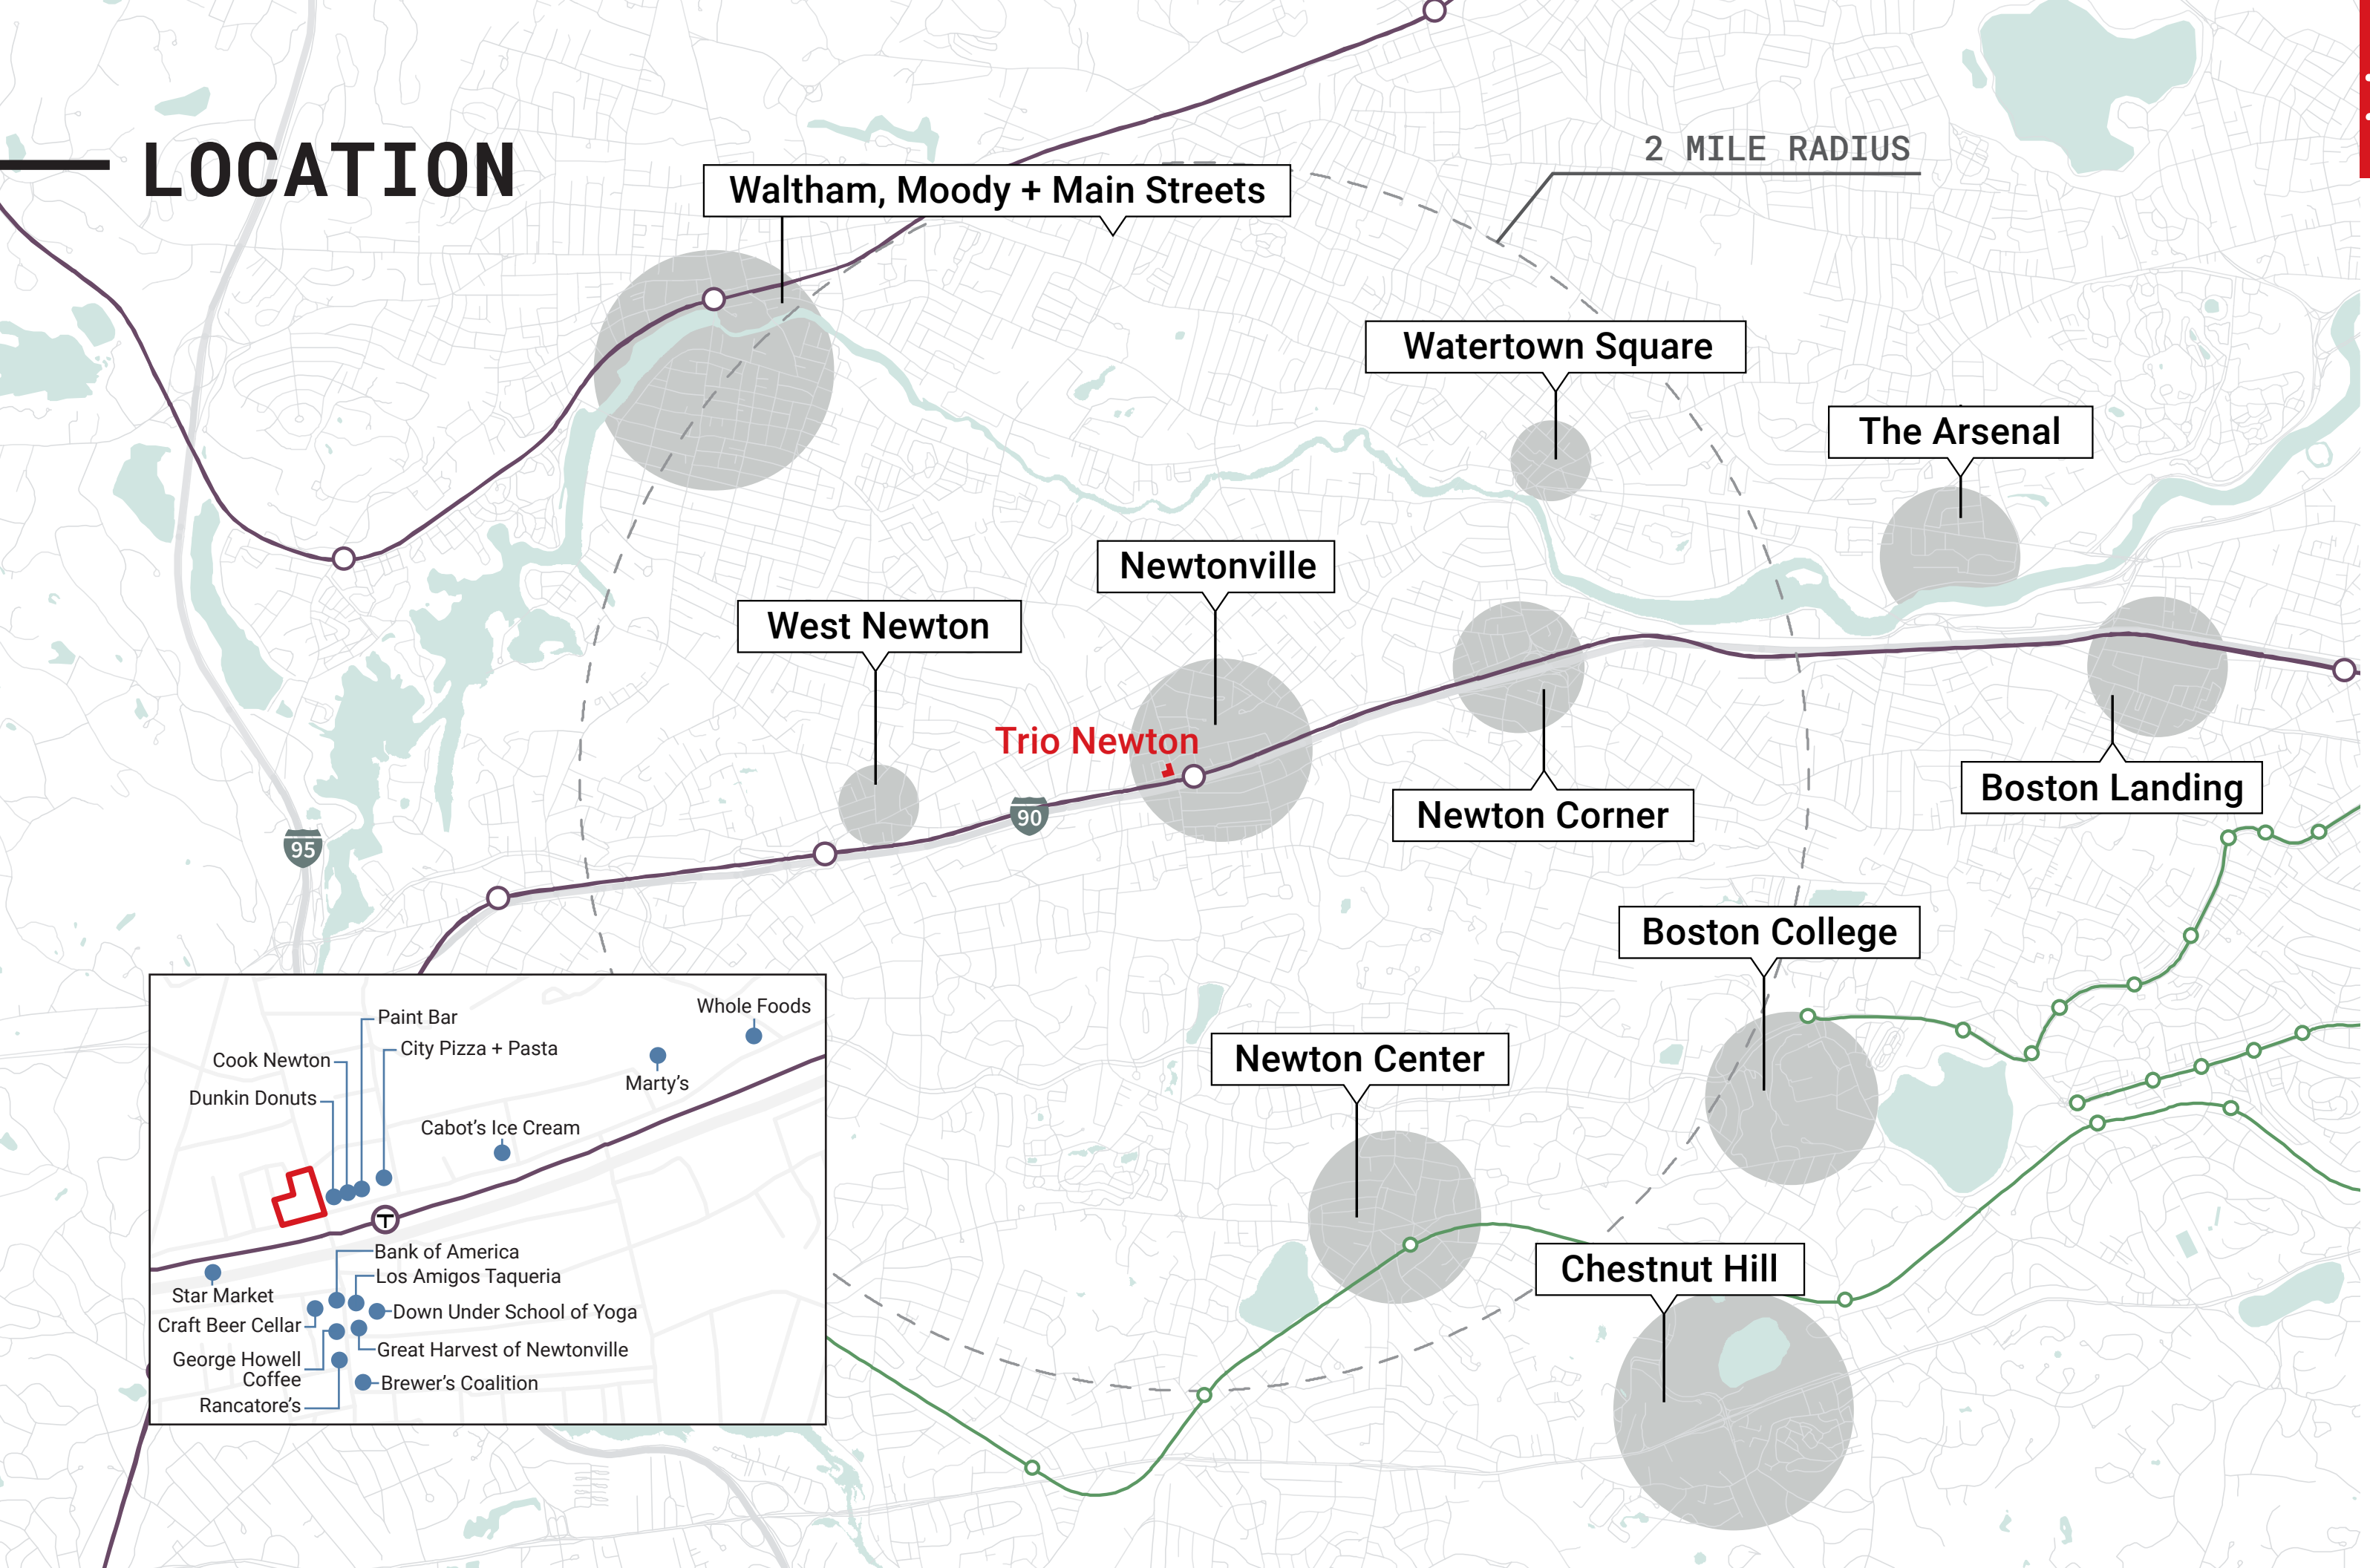 LOCATION
2 MILE RADIUS
Waltham, Moody + Main Streets
Watertown Square
The Arsenal
Newtonville
West Newton
Trio Newton
Newton Corner
Boston Landing
90
95
Boston College
Newton Center
Chestnut Hill
Whole Foods
Paint Bar
City Pizza + Pasta
Cook Newton
Marty's
Dunkin Donuts
Cabot's Ice Cream
T
Bank of America
Los Amigos Taqueria
Star Market
Down Under School of Yoga
Craft Beer Cellar
Great Harvest of Newtonville
George Howell
Coffee
Brewer's Coalition
Rancatore's